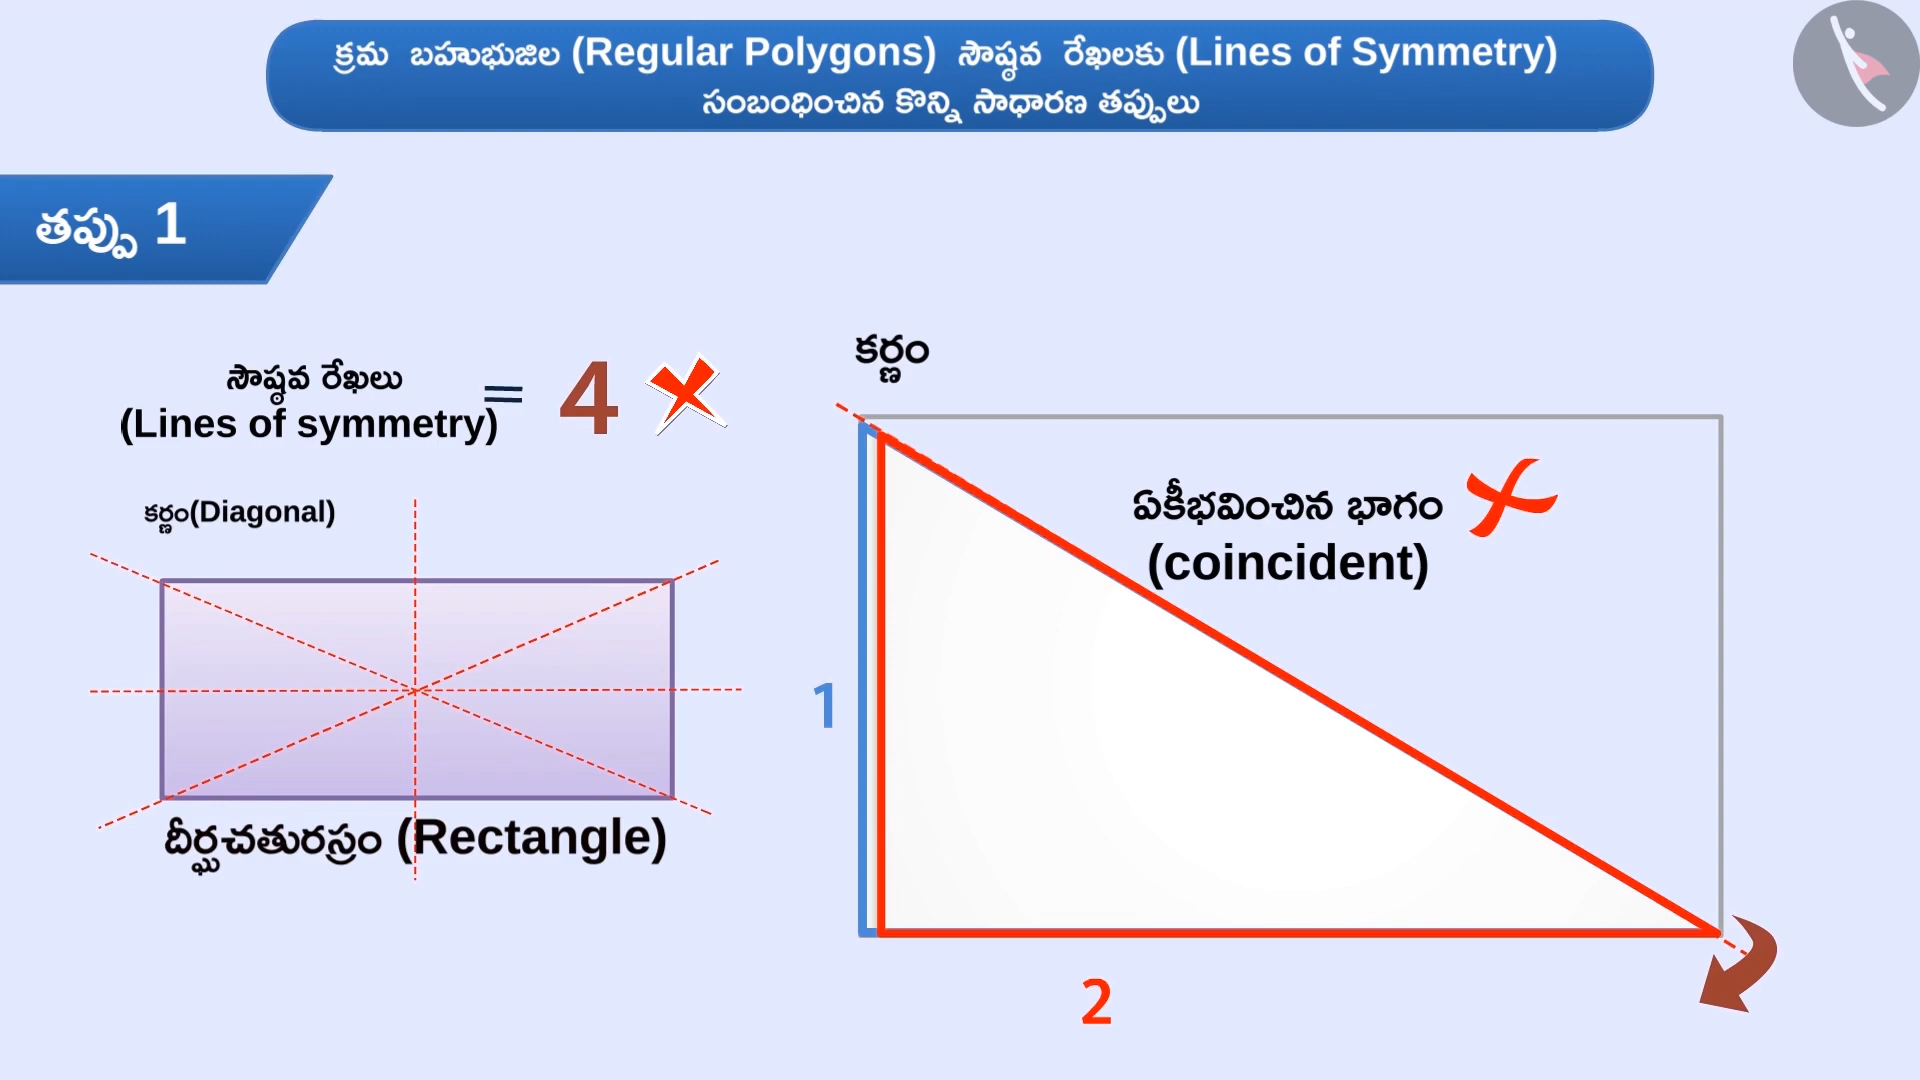 క్రమ బహుభుజిల (Regular Polygons) సౌష్ఠవ రేఖలకు (Lines of Symmetry)
సంబంధించిన కొన్ని సాధారణ తప్పులు
తప్పు 1
సౌష్ఠవ రేఖలు
(Lines of symmetry)
= 4
కర్ణం(Diagonal)
దీర్ఘచతురస్రం (Rectangle)
కర్ణం
ఏకీభవించిన భాగం
(coincident)
1
2